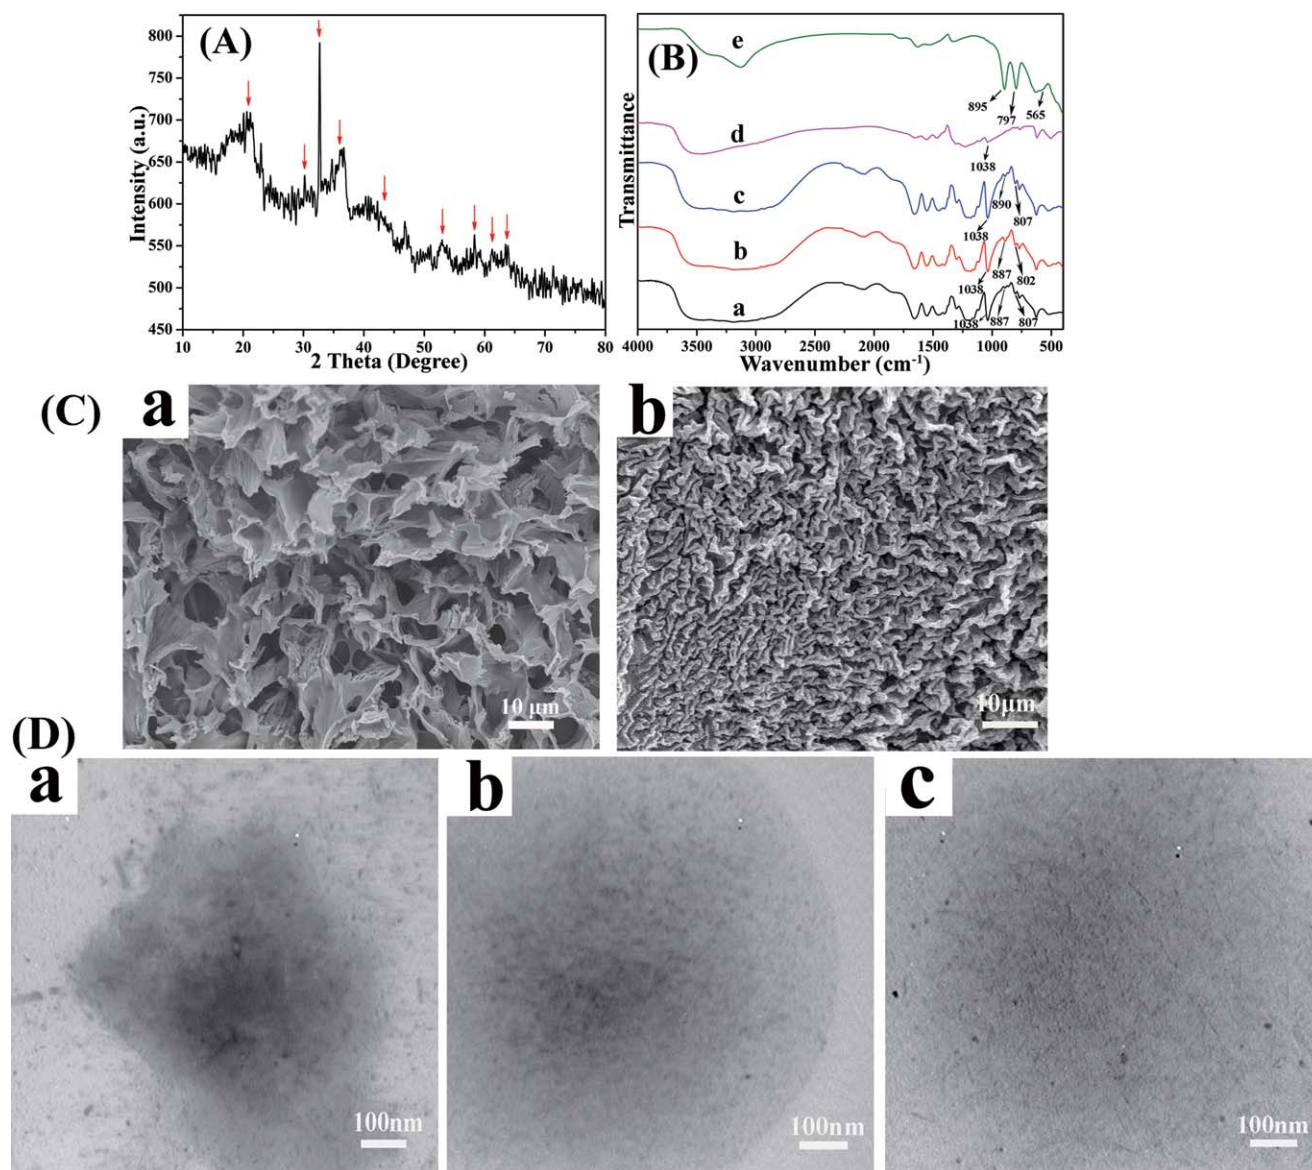 (A)
800
750
700
650
600
550
500
450
Intensity (a.u.)
10 20 30 40 50 60 70 80
2 Theta (Degree)
(B)
e
d
c
b
a
895
797
565
1038
890
807
1038
887
802
1038
887
807
1038
Transmittance
4000 3500 3000 2500 2000 1500 1000 500
Wavenumber (cm-1)
(C)
a
10 μm
b
10μm
(D)
a
100nm
b
100nm
c
100nm